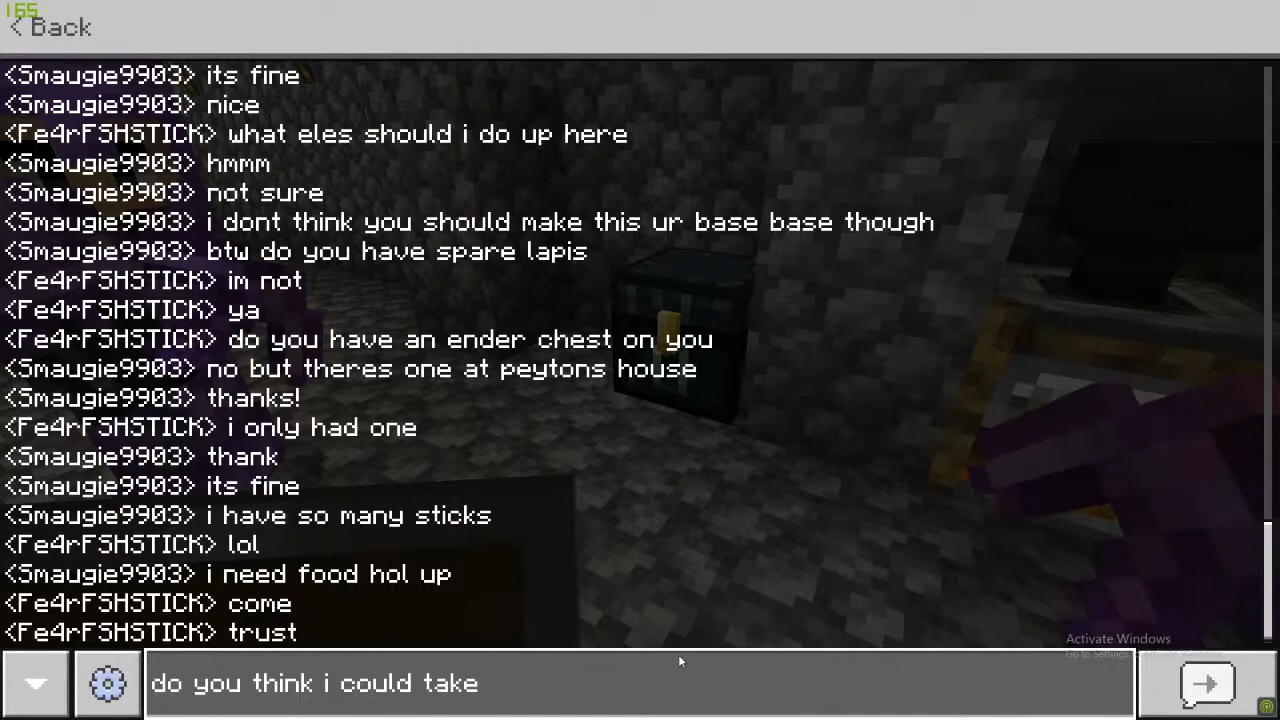 165
< Back
<Smaugie9903> its fine
<Smaugie9903> nice
<Fe4rFSHSTICK> what eles should i do up here
<Smaugie9903> hmmm
<Smaugie9903> not sure
<Smaugie9903> i dont think you should make this ur base base though
<Smaugie9903> btw do you have spare lapis
<Fe4rFSHSTICK> im not
<Fe4rFSHSTICK> ya
<Fe4rFSHSTICK> do you have an ender chest on you
<Smaugie9903> no but theres one at peytons house
<Smaugie9903> thanks!
<Fe4rFSHSTICK> i only had one
<Smaugie9903> thank
<Smaugie9903> its fine
<Smaugie9903> i have so many sticks
<Fe4rFSHSTICK> lol
<Smaugie9903> i need food hol up
<Fe4rFSHSTICK> come
<Fe4rFSHSTICK> trust
Activate Windows
Go to Settings
do you think i could take